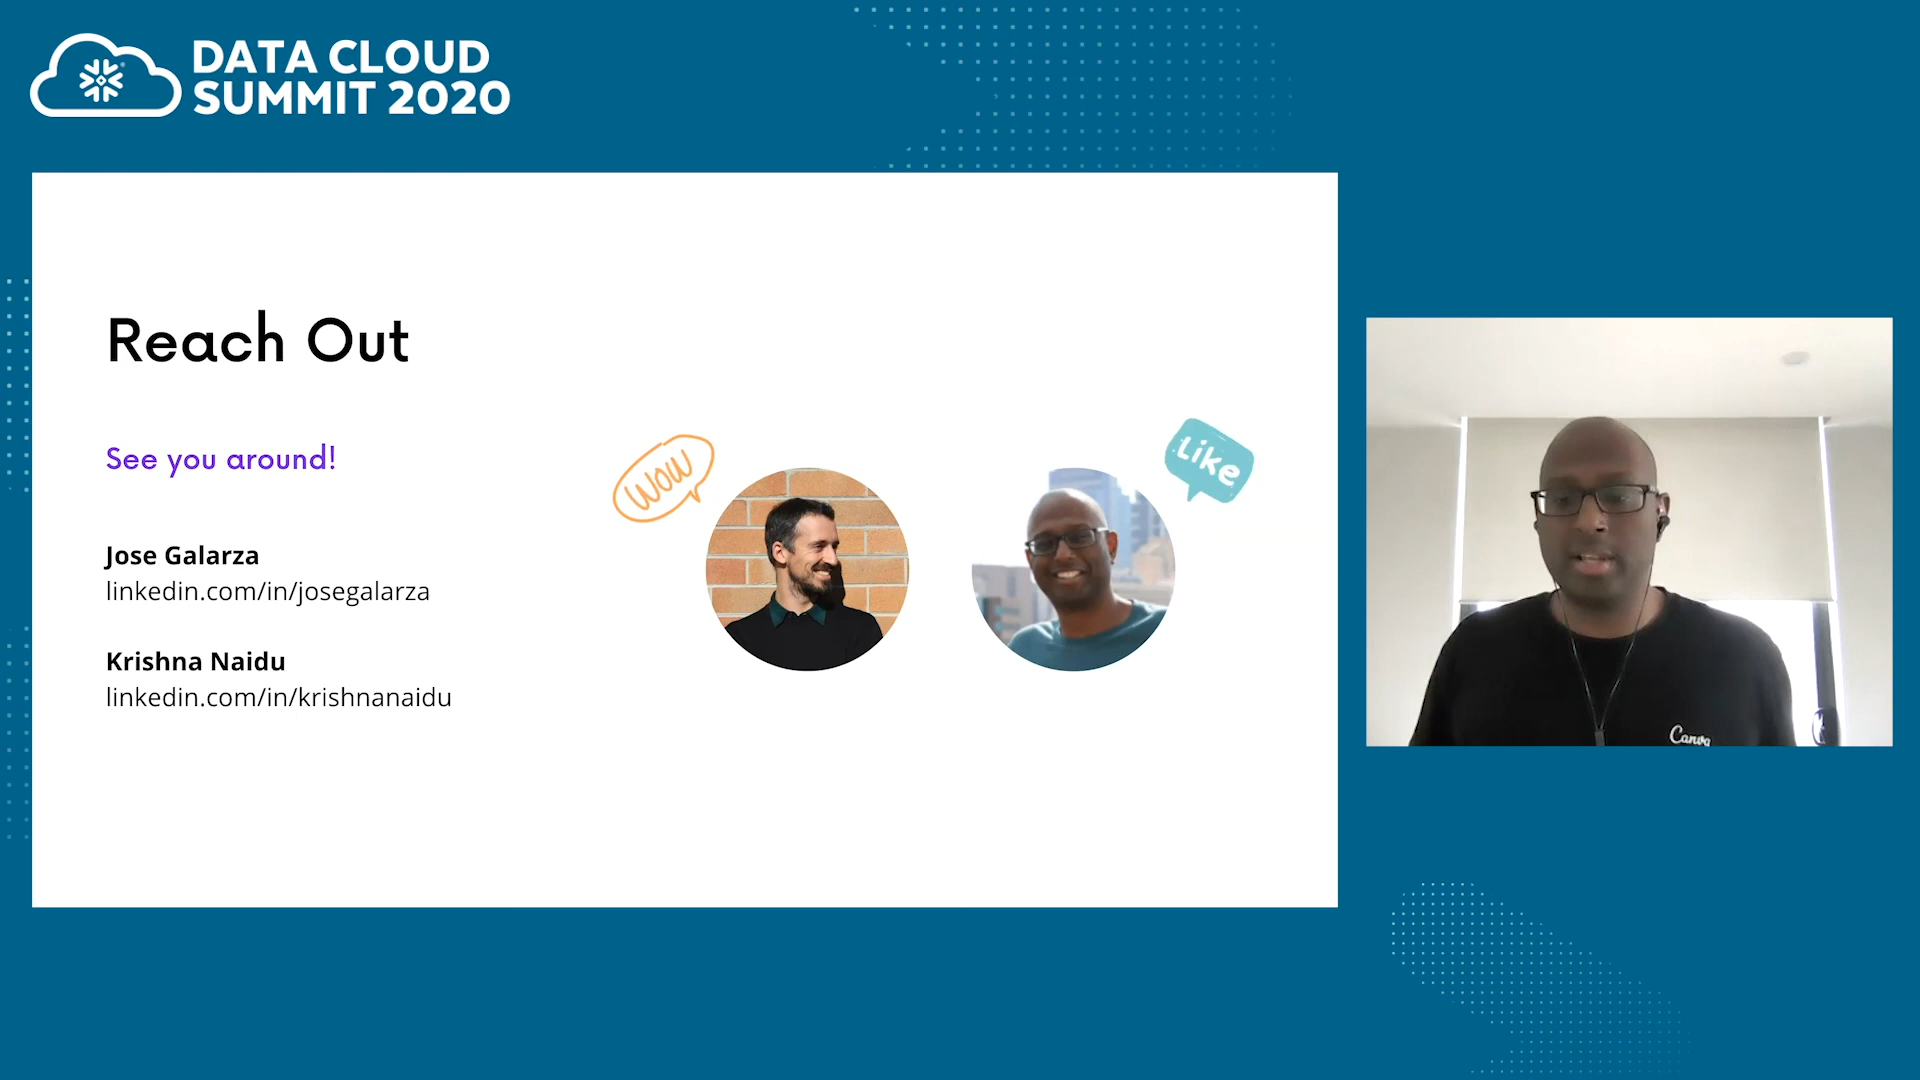 DATA CLOUD
SUMMIT 2020
Reach Out
See you around!
Jose Galarza
linkedin.com/in/josegalarza
Krishna Naidu
linkedin.com/in/krishnanaidu
WOW
Like
Canva